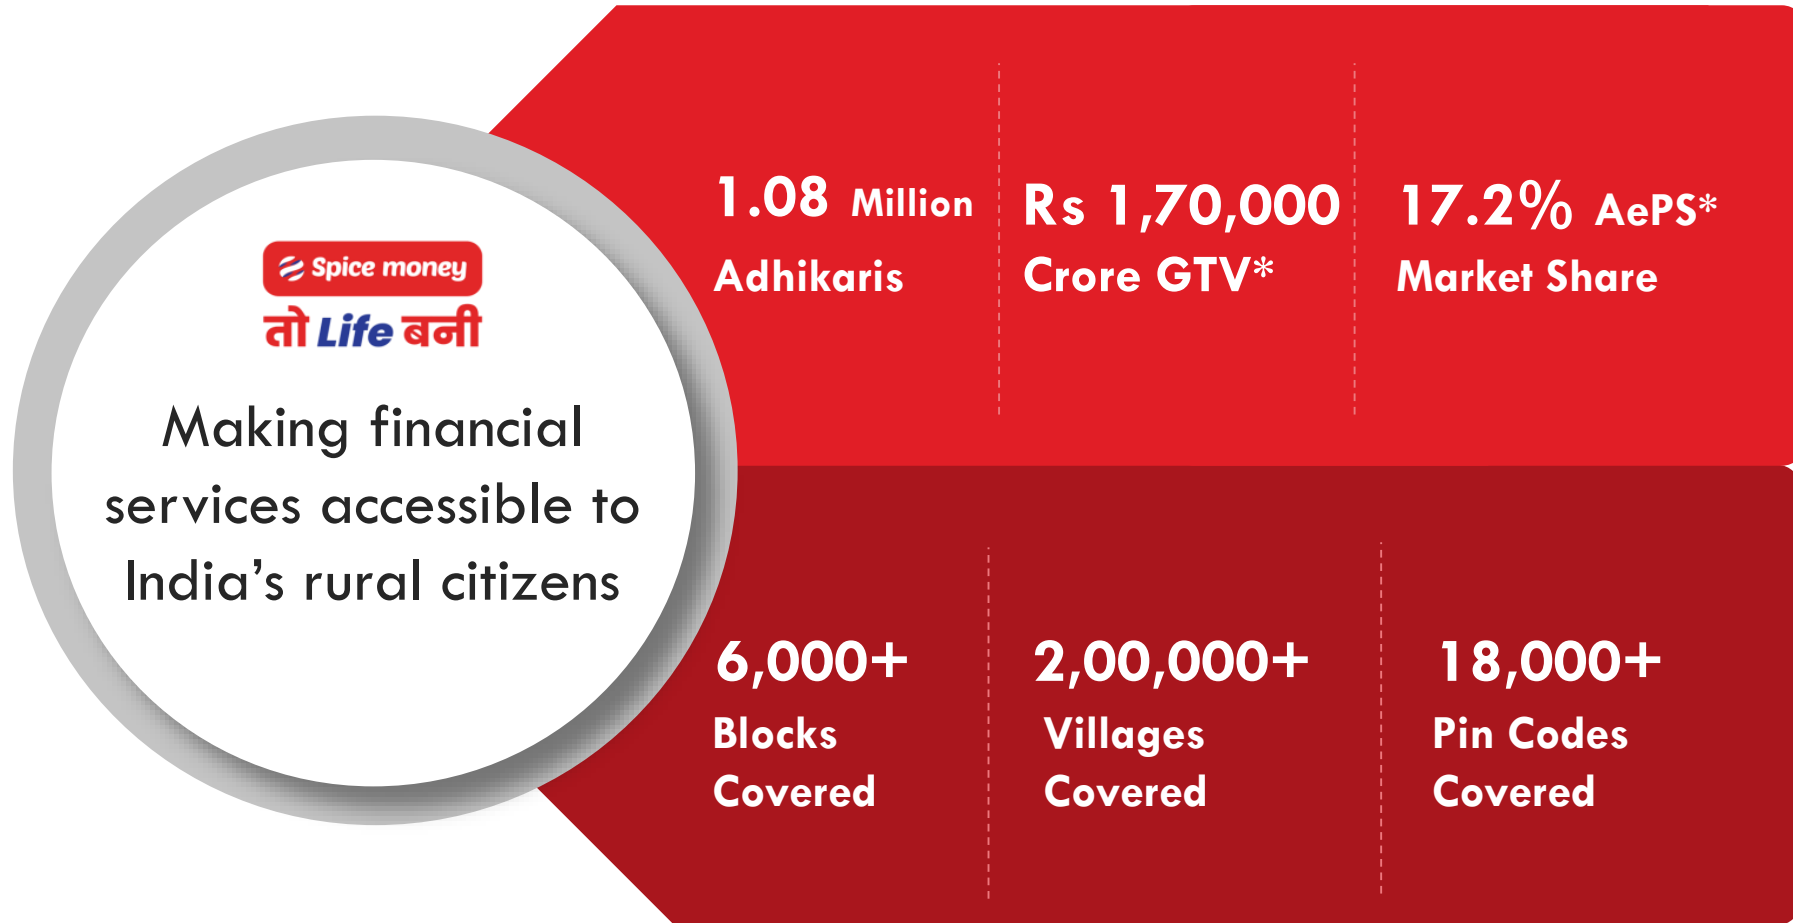 Spice money
तो Life बनी
Making financial
services accessible to
India’s rural citizens
1.08 Million
Adhikaris
Rs 1,70,000
Crore GTV*
17.2% AePS*
Market Share
6,000+
Blocks
Covered
2,00,000+
Villages
Covered
18,000+
Pin Codes
Covered